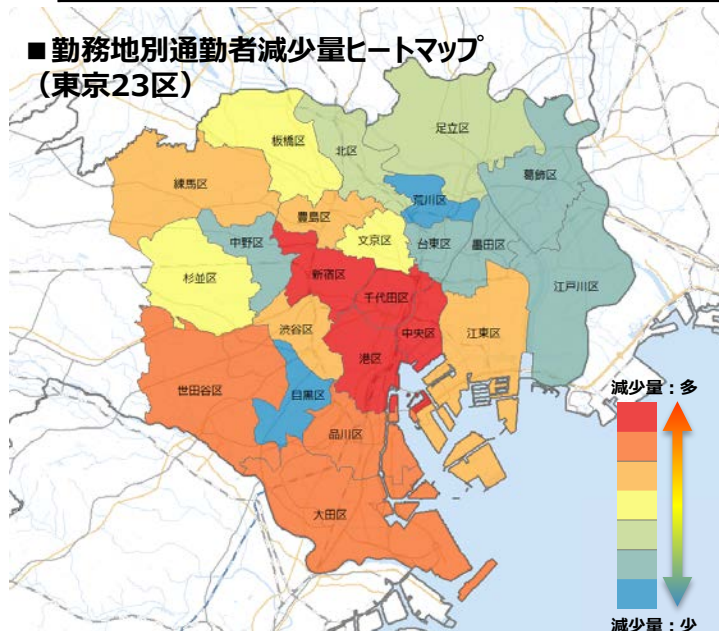 ■勤務地別通勤者減少量ヒートマップ
（東京23区）
足立区
板橋区
北区
葛飾区
練馬区
荒川区
豊島区
文京区
中野区
台東区
墨田区
杉並区
新宿区
江戸川区
千代田区
渋谷区
中央区
江東区
港区
世田谷区
目黒区
品川区
大田区
減少量：多
減少量：少